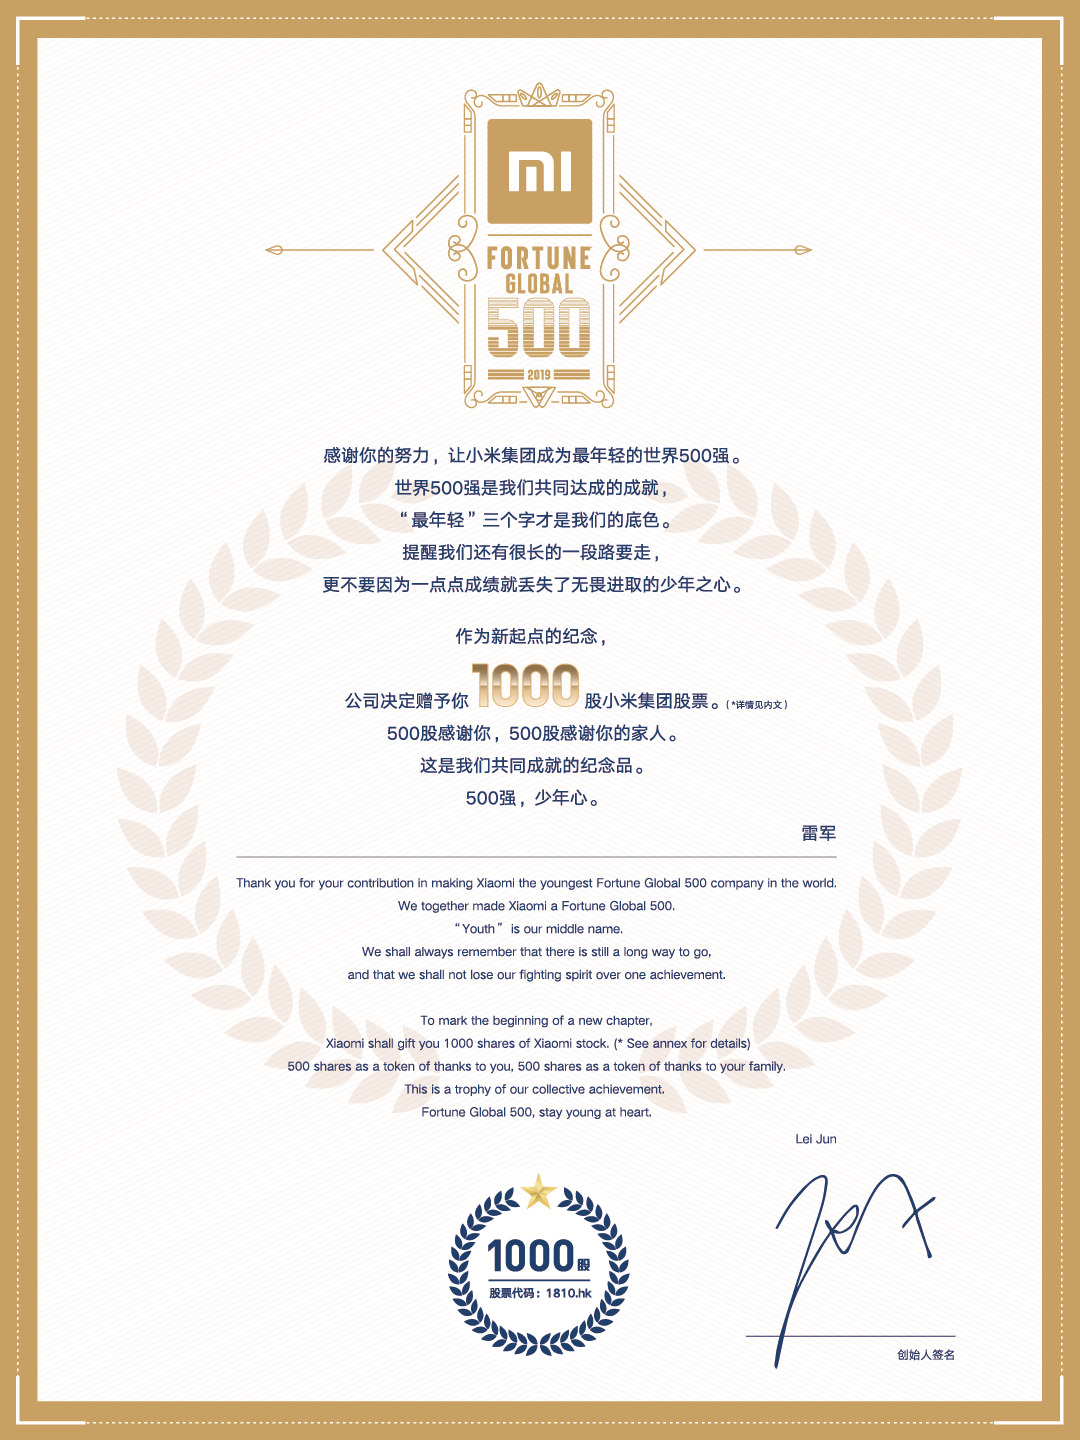 mi
FORTUNE
GLOBAL
500
2019
感谢你的努力，让小米集团成为最年轻的世界500强。
世界500强是我们共同达成的成就，
“最年轻”三个字才是我们的底色。
提醒我们还有很长的一段路要走，
更不要因为一点点成绩就丢失了无畏进取的少年之心。
作为新起点的纪念，
公司决定赠予你1000股小米集团股票。(*详情见内文)
500股感谢你，500股感谢你的家人。
这是我们共同成就的纪念品。
500强，少年心。
雷军
Thank you for your contribution in making Xiaomi the youngest Fortune Global 500 company in the world.
We together made Xiaomi a Fortune Global 500.
“Youth” is our middle name.
We shall always remember that there is still a long way to go,
and that we shall not lose our fighting spirit over one achievement.
To mark the beginning of a new chapter,
Xiaomi shall gift you 1000 shares of Xiaomi stock. (* See annex for details)
500 shares as a token of thanks to you, 500 shares as a token of thanks to your family.
This is a trophy of our collective achievement.
Fortune Global 500, stay young at heart.
Lei Jun
1000股
股票代码：1810.hk
创始人签名